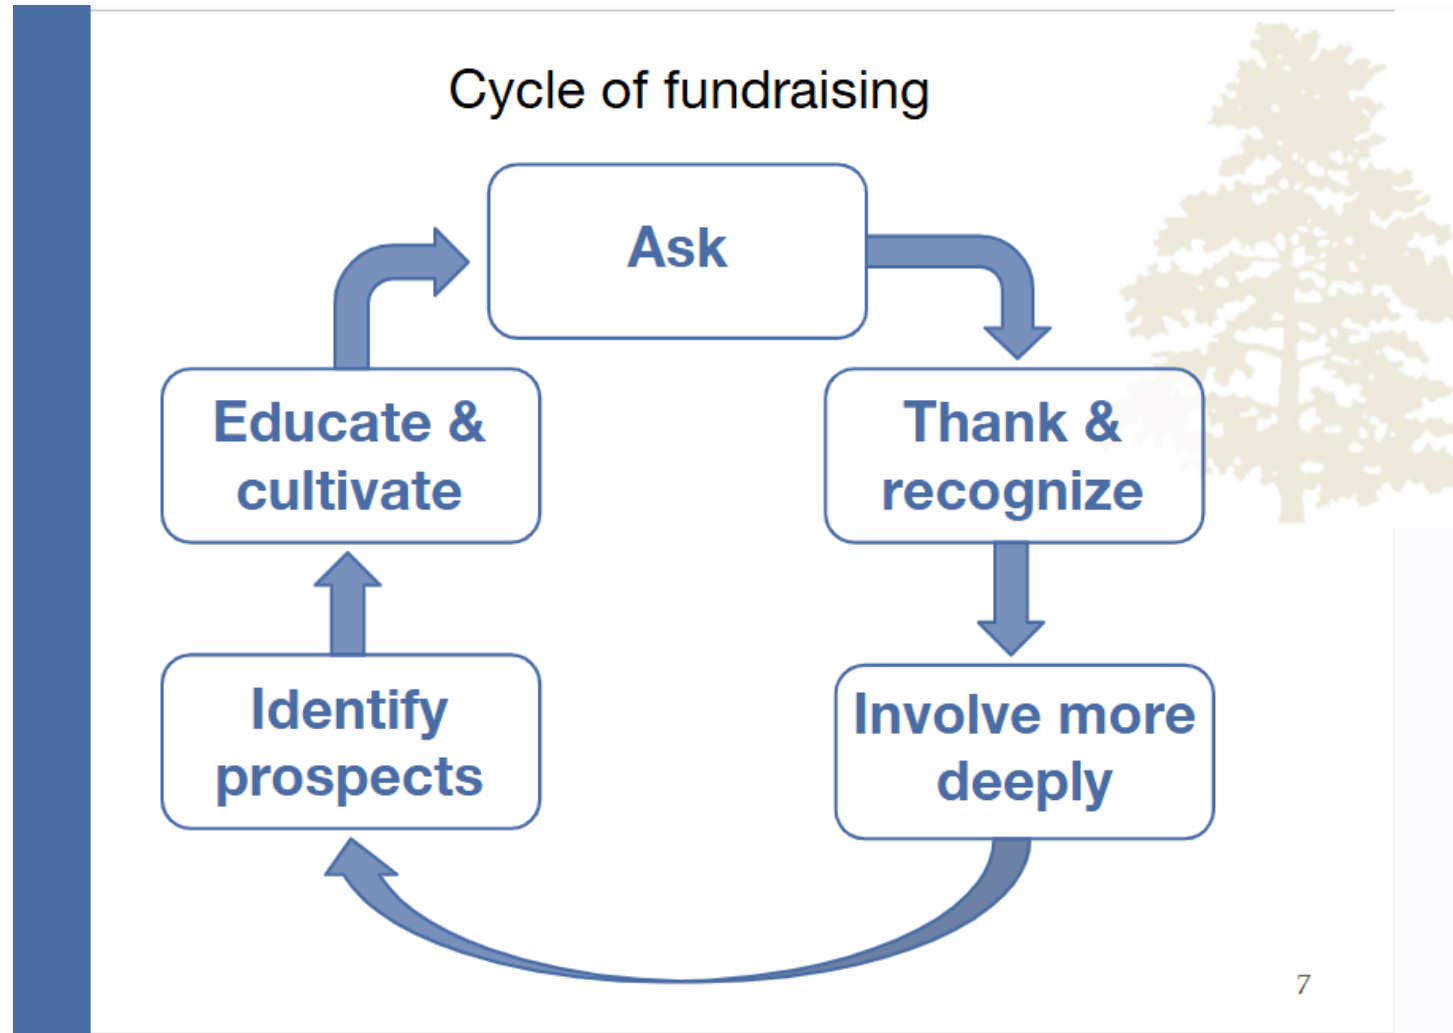 Cycle of fundraising
Ask
Educate &
cultivate
Thank &
recognize
Identify
prospects
Involve more
deeply
7